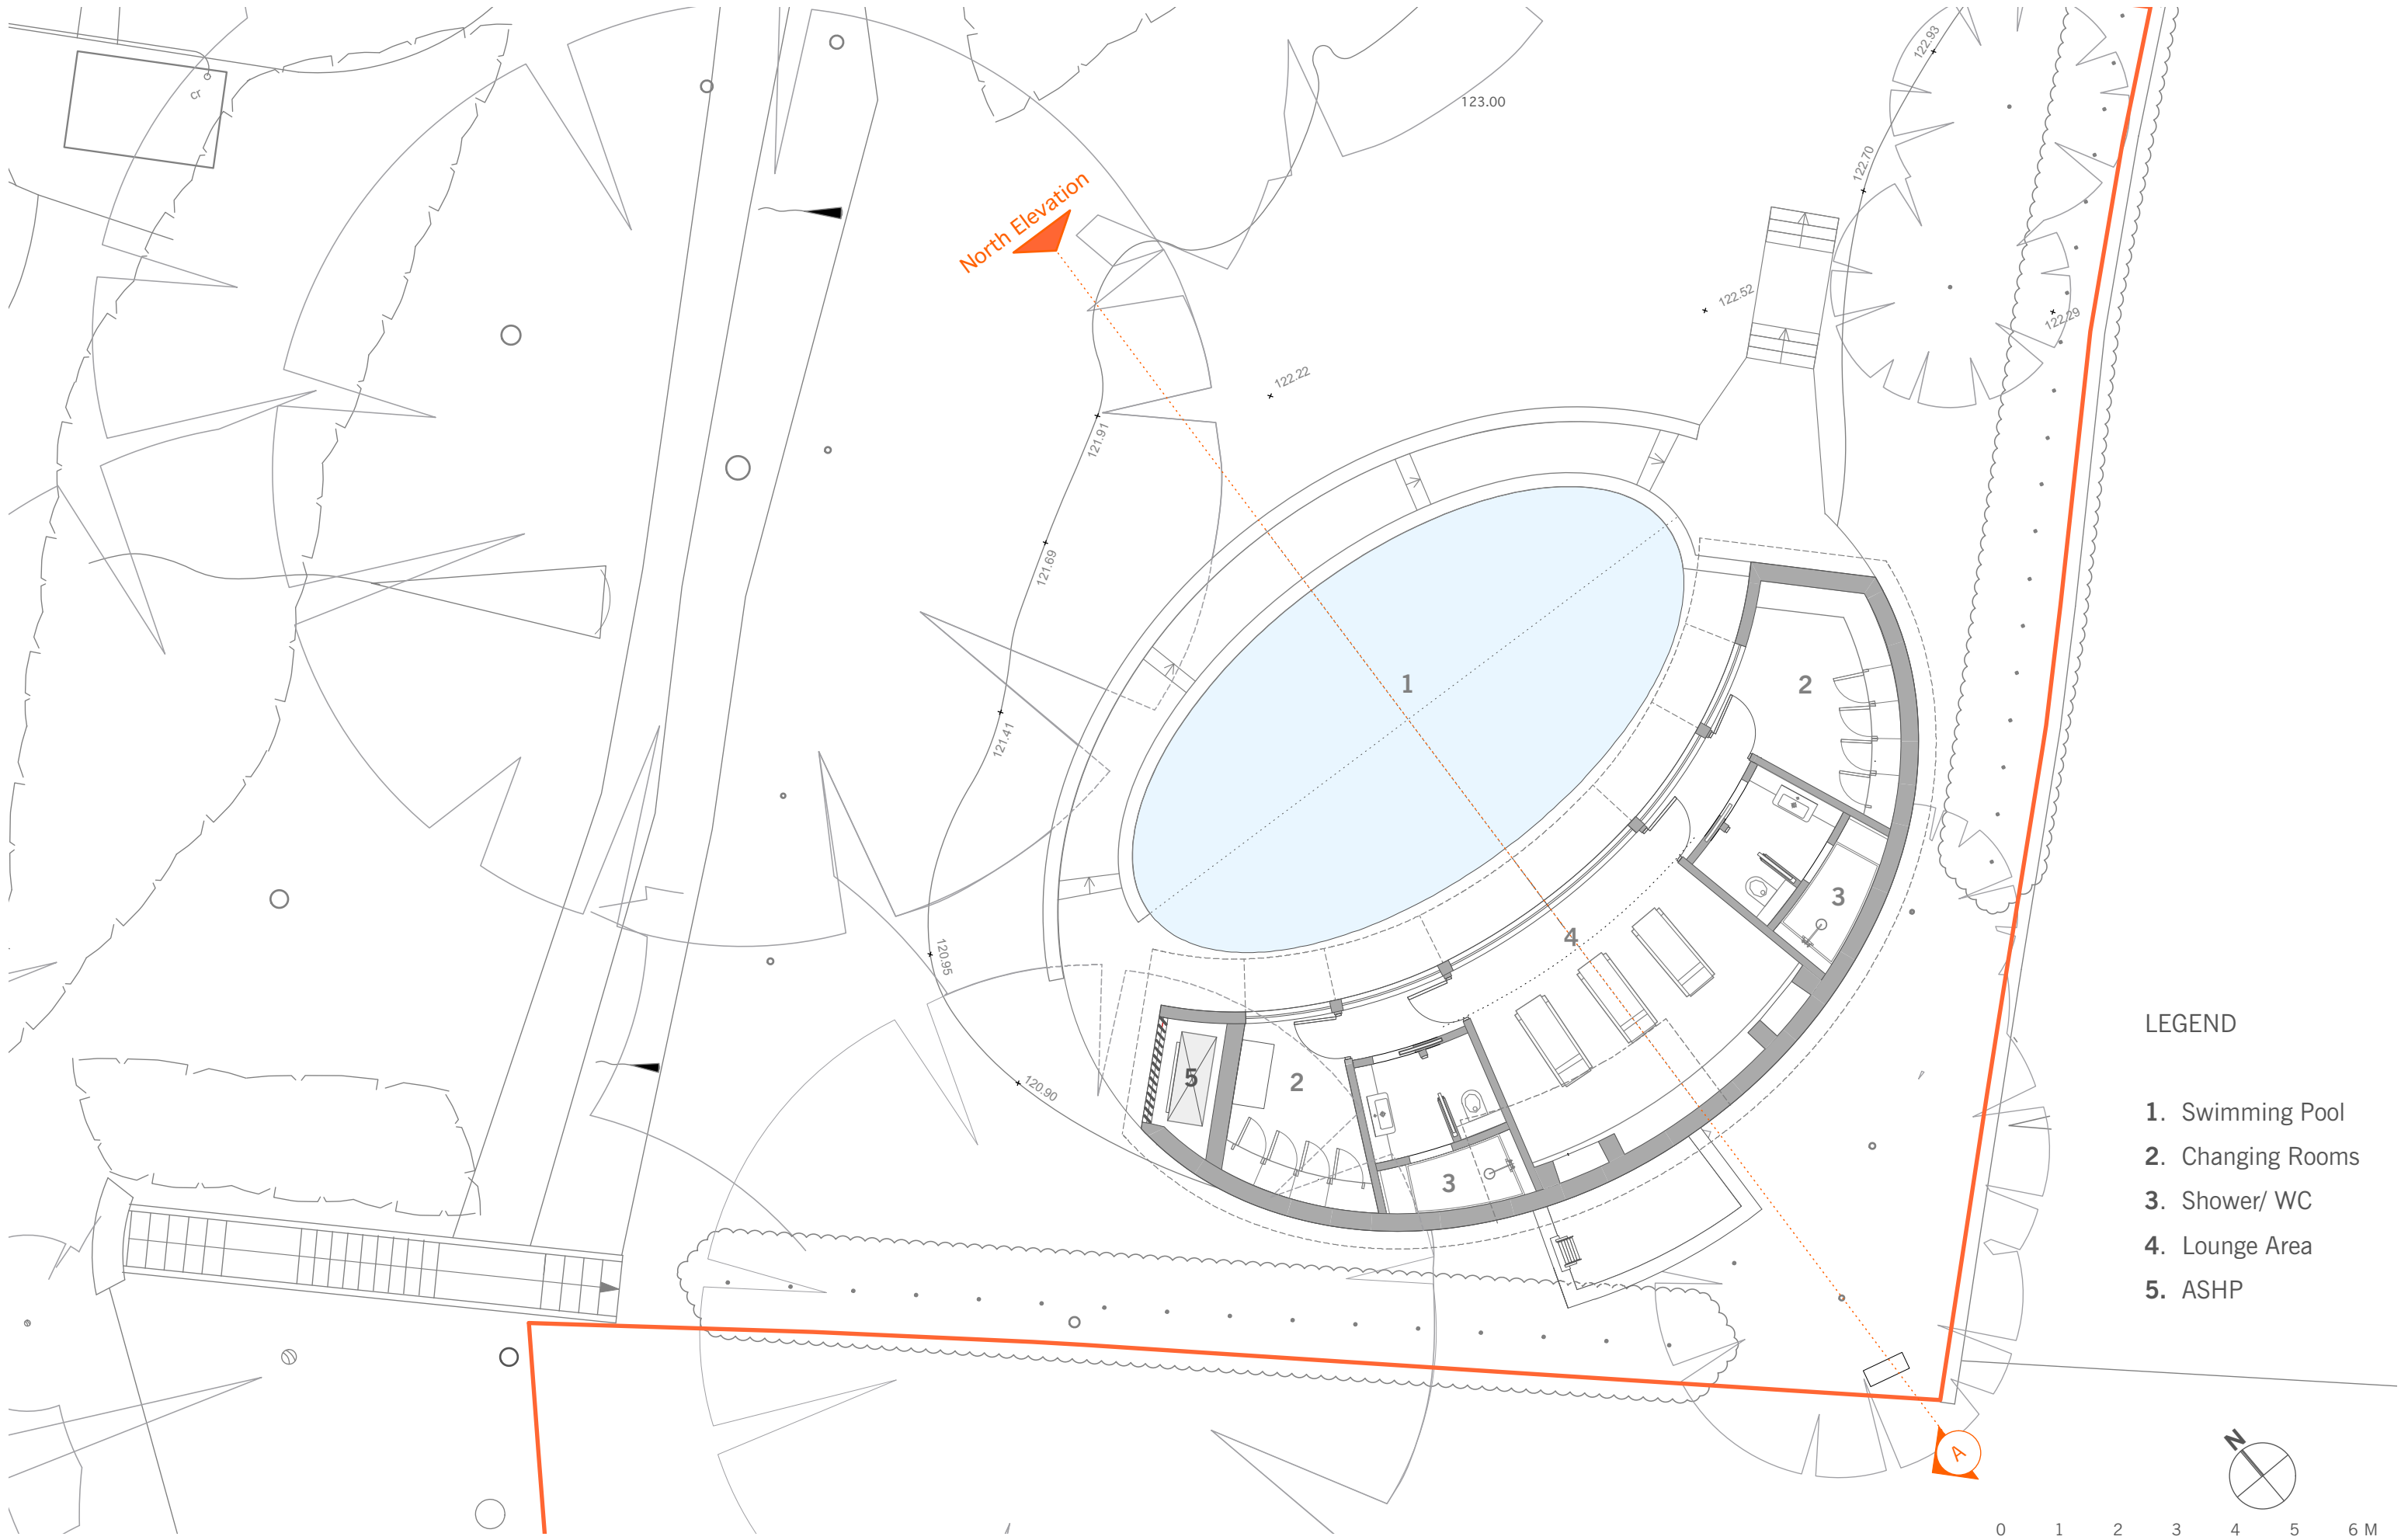 122.93
Cr
123.00
122.70
North Elevation
122.52
122.29
122.22
121.91
121.69
1
2
121.41
3
4
120.95
LEGEND
5
2
120.90
3
1. Swimming Pool
2. Changing Rooms
3. Shower/ WC
4. Lounge Area
5. ASHP
A
N
0 1 2 3 4 5 6 M